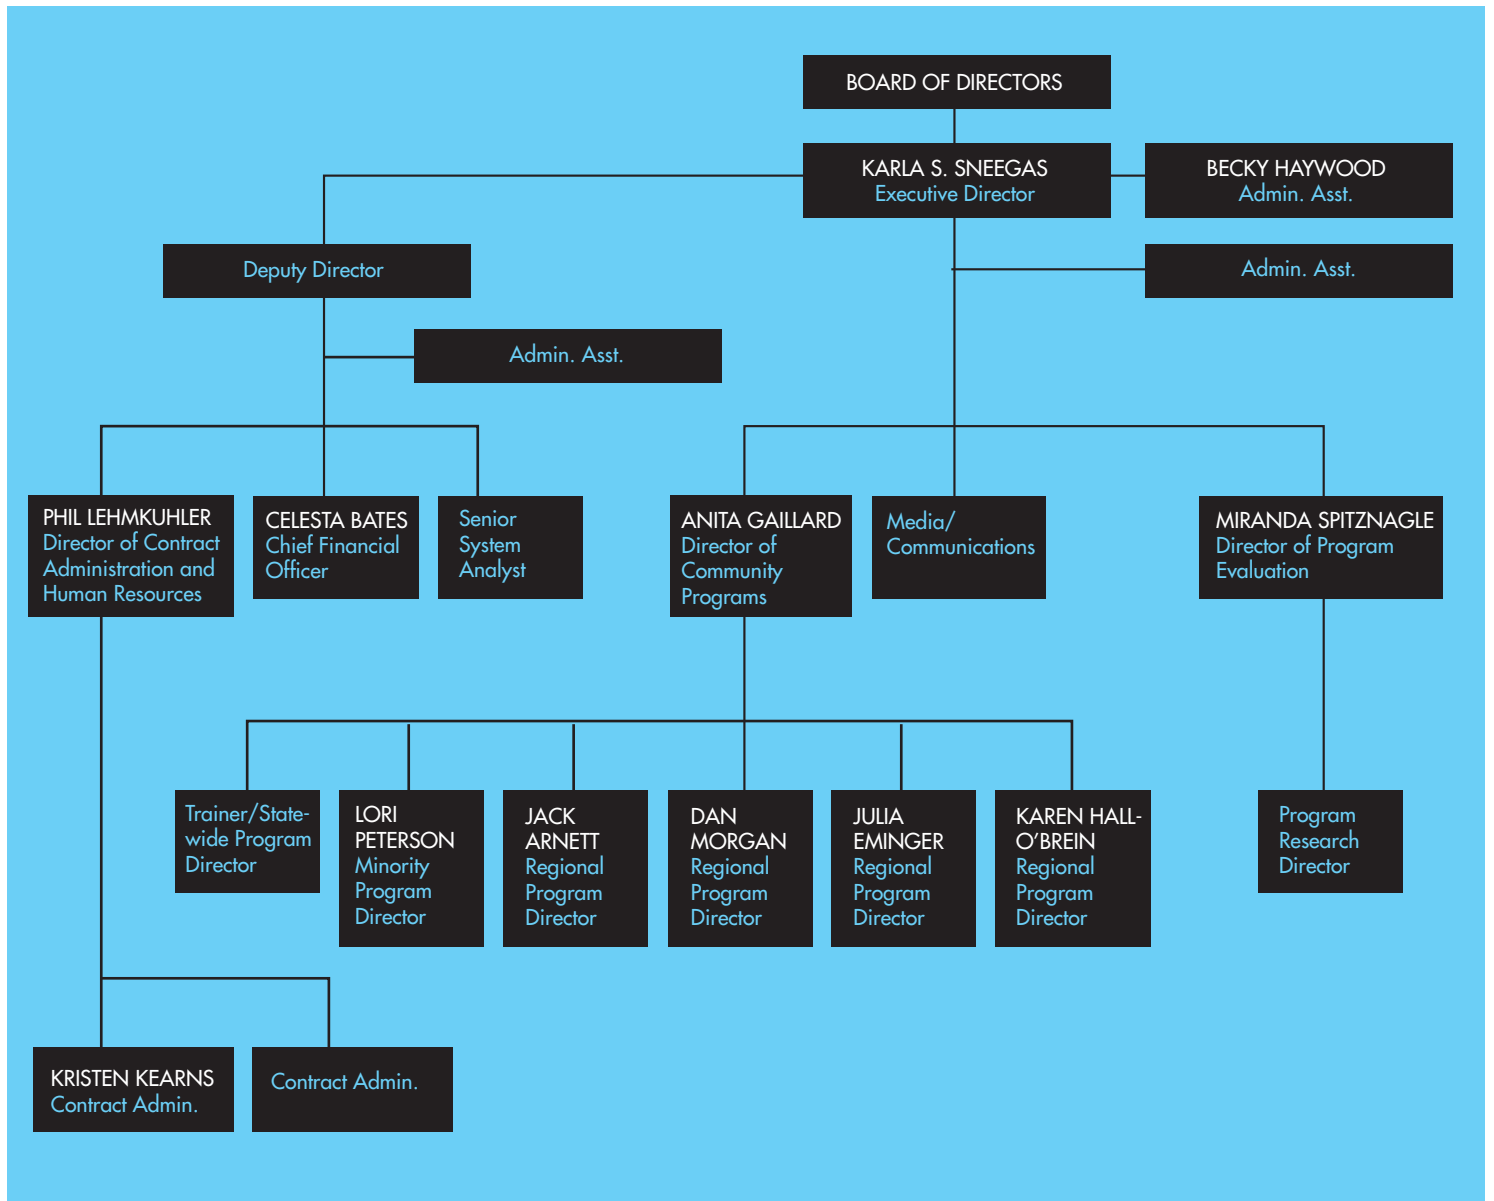 BOARD OF DIRECTORS
KARLA S. SNEEGAS
Executive Director
BECKY HAYWOOD
Admin. Asst.
Deputy Director
Admin. Asst.
Admin. Asst.
PHIL LEHMKUHLER
Director of Contract
Administration and
Human Resources
CELESTA BATES
Chief Financial
Officer
Senior
System
Analyst
ANITA GAILLARD
Director of
Community
Programs
Media/
Communications
MIRANDA SPITZNAGLE
Director of Program
Evaluation
Trainer/State-
wide Program
Director
LORI
PETERSON
Minority
Program
Director
JACK
ARNETT
Regional
Program
Director
DAN
MORGAN
Regional
Program
Director
JULIA
EMINGER
Regional
Program
Director
KAREN HALL-
O'BREIN
Regional
Program
Director
Program
Research
Director
KRISTEN KEARNS
Contract Admin.
Contract Admin.